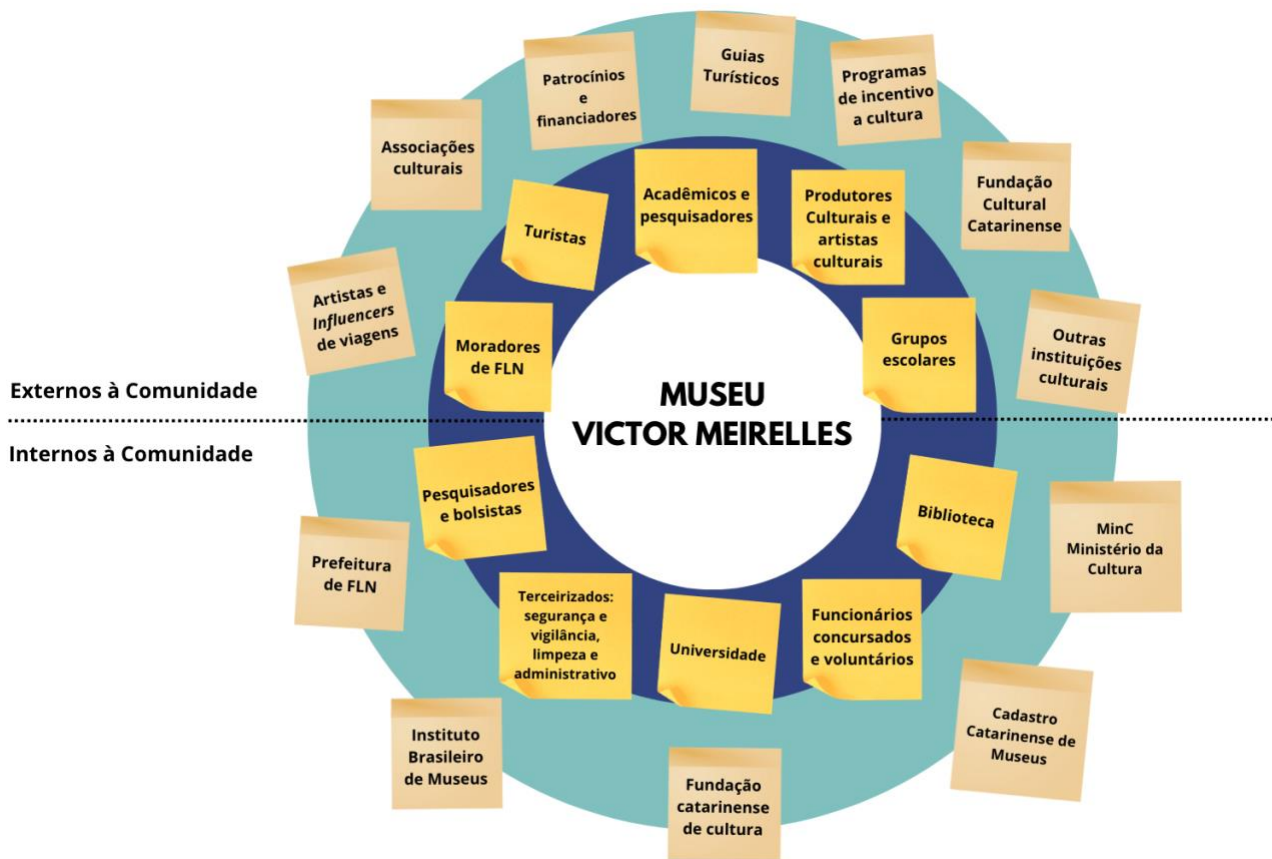 Guias
Turísticos
Patrocínios
e
financiadores
Programas
de incentivo
a cultura
Associações
culturais
Fundação
Cultural
Catarinense
Acadêmicos e
pesquisadores
Produtores
Culturais e
artistas
culturais
Turistas
Artistas e
Influencers
de viagens
Moradores
de FLN
Grupos
escolares
Outras
instituições
culturais
Externos à Comunidade
MUSEU
VICTOR MEIRELLES
Internos à Comunidade
Pesquisadores
e bolsistas
Biblioteca
MinC
Ministério da
Cultura
Prefeitura
de FLN
Terceirizados:
segurança e
vigilância,
limpeza e
administrativo
Universidade
Funcionários
concursados
e voluntários
Instituto
Brasileiro
de Museus
Fundação
catarinense
de cultura
Cadastro
Catarinense de
Museus